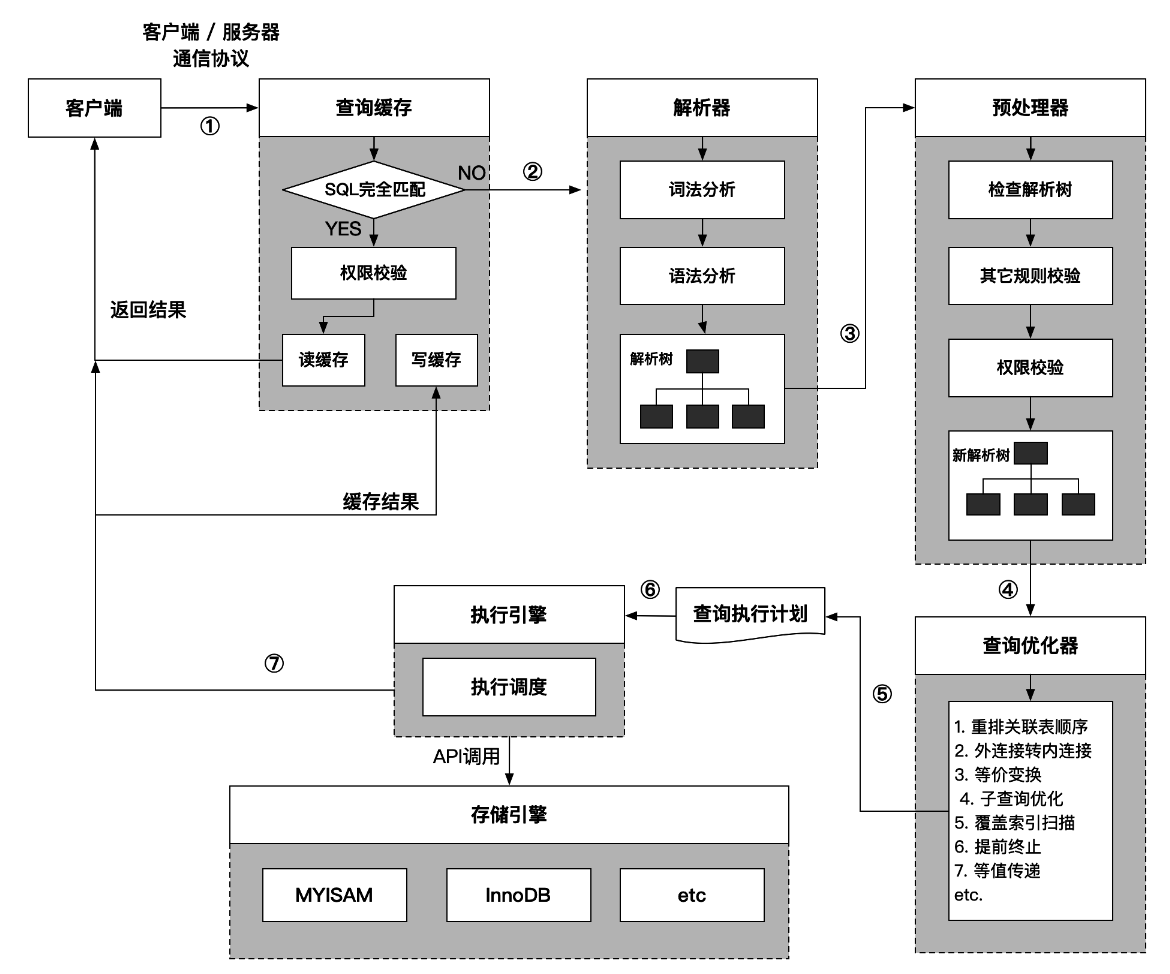 客户端 / 服务器
通信协议
客户端
①
查询缓存
SQL完全匹配
NO
②
YES
权限校验
读缓存
写缓存
返回结果
缓存结果
解析器
词法分析
语法分析
解析树
③
预处理器
检查解析树
其它规则校验
权限校验
新解析树
④
查询优化器
1. 重排关联表顺序
2. 外连接转内连接
3. 等价变换
4. 子查询优化
5. 覆盖索引扫描
6. 提前终止
7. 等值传递
etc.
⑤
查询执行计划
⑥
执行引擎
执行调度
⑦
API调用
存储引擎
MYISAM
InnoDB
etc